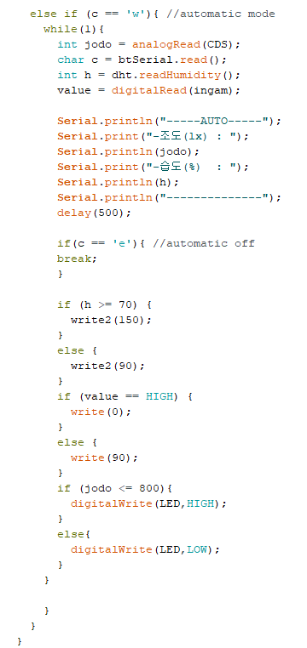 else if (c == 'w'){ //automatic mode
while(1){
int jodo = analogRead(CDS);
char c = btSerial.read();
int h = dht.readHumidity();
value = digitalRead(ingam);
Serial.println("-----AUTO-----");
Serial.print("-조도(lx) : ");
Serial.println(jodo);
Serial.print("-습도(%)  : ");
Serial.println(h);
Serial.println("--------------");
delay(500);
if(c == 'e'){ //automatic off
break;
}
if (h >= 70) {
write2(150);
}
else {
write2(90);
}
if (value == HIGH) {
write(0);
}
else {
write(90);
}
if (jodo <= 800){
digitalWrite(LED,HIGH);
}
else{
digitalWrite(LED,LOW);
}
}
}
}
}